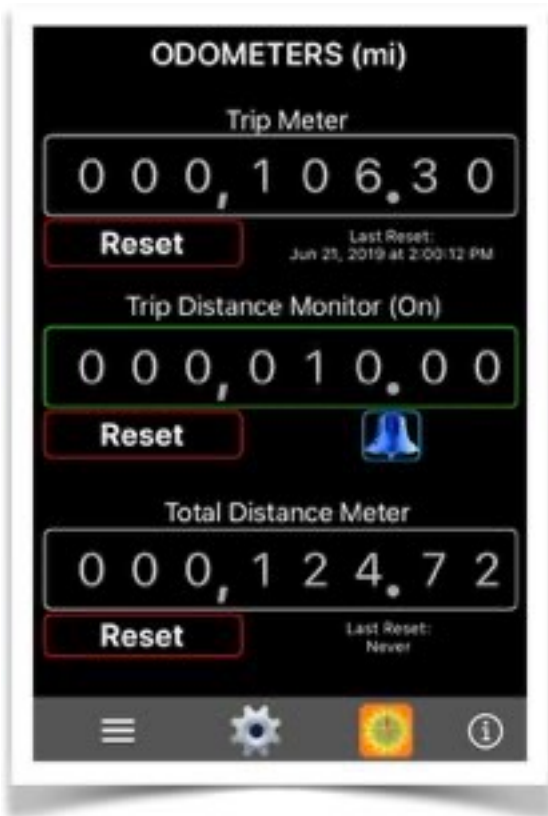 ODOMETERS (mi)
Trip Meter
0 0 0,1 0 6.3 0
Reset
Last Reset:
Jun 21, 2019 at 2:00:12 PM
Trip Distance Monitor (On)
0 0 0,0 1 0.0 0
Reset
Total Distance Meter
0 0 0,1 2 4.7 2
Reset
Last Reset:
Never